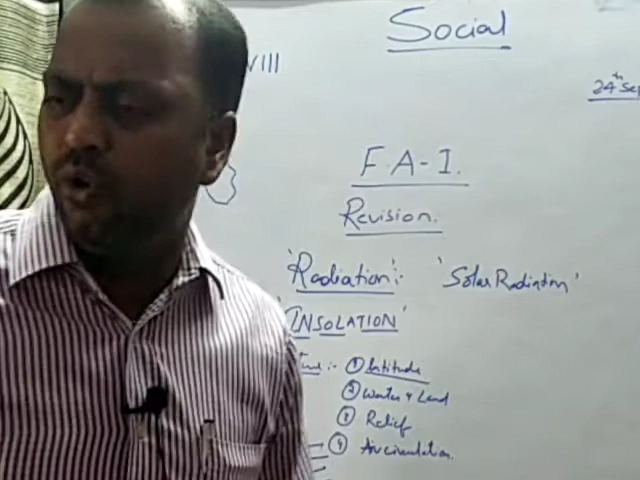 Social
VIII
24th Sep
F.A-I.
Revision.
'Radiation':- 'Solar Radiation'
'INSOLATION'
:- ① latitude
② Water & Land
③ Relief
④ Air circulation.